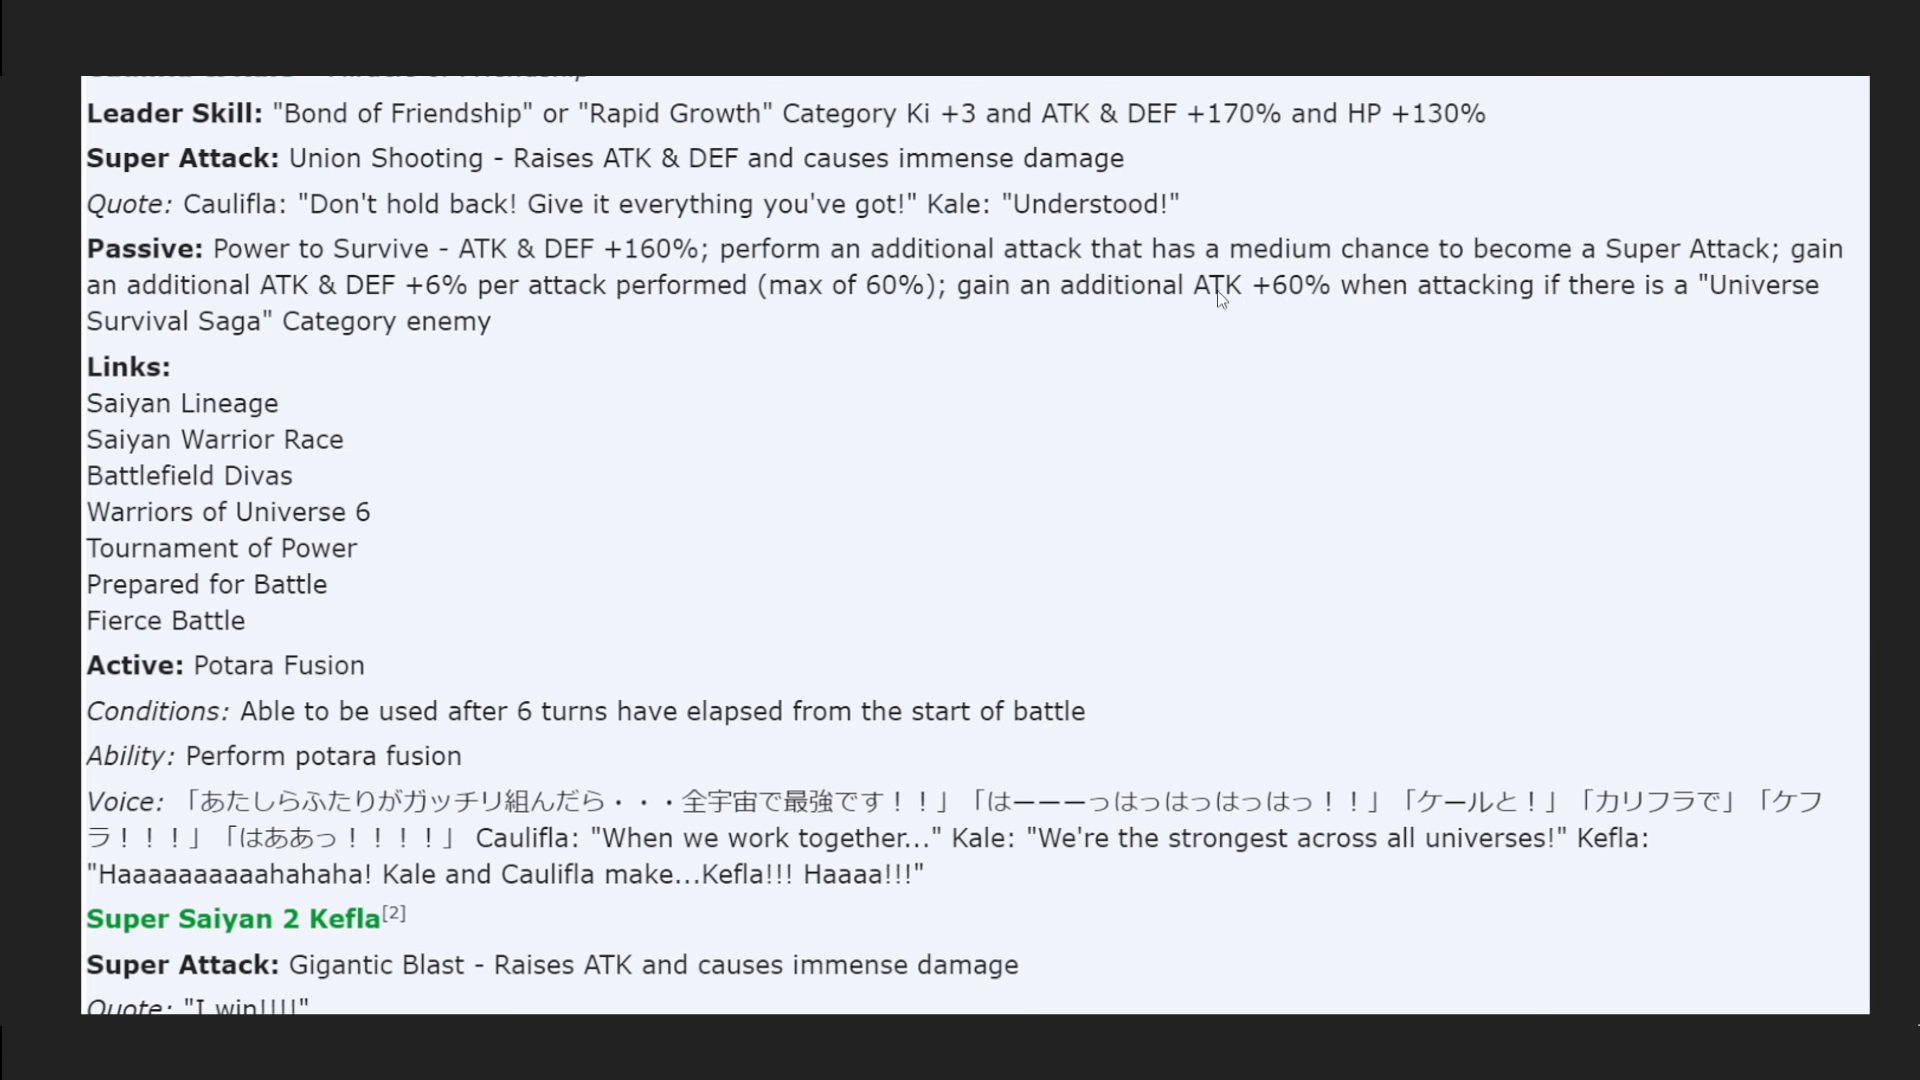 Leader Skill: "Bond of Friendship" or "Rapid Growth" Category Ki +3 and ATK & DEF +170% and HP +130%
Super Attack: Union Shooting - Raises ATK & DEF and causes immense damage
Quote: Caulifla: "Don't hold back! Give it everything you've got!" Kale: "Understood!"
Passive: Power to Survive - ATK & DEF +160%; perform an additional attack that has a medium chance to become a Super Attack; gain
an additional ATK & DEF +6% per attack performed (max of 60%); gain an additional ATK +60% when attacking if there is a "Universe
Survival Saga" Category enemy
Links:
Saiyan Lineage
Saiyan Warrior Race
Battlefield Divas
Warriors of Universe 6
Tournament of Power
Prepared for Battle
Fierce Battle
Active: Potara Fusion
Conditions: Able to be used after 6 turns have elapsed from the start of battle
Ability: Perform potara fusion
Voice: 「あたしらふたりがガッチリ組んだら・・・全宇宙で最強です！！」「はーーーっはっはっはっはっ！！」「ケールと！」「カリフラで」「ケフ
ラ！！！」「はああっ！！！！」 Caulifla: "When we work together..." Kale: "We're the strongest across all universes!" Kefla:
"Haaaaaaaaaahahaha! Kale and Caulifla make...Kefla!!! Haaaa!!!"
Super Saiyan 2 Kefla[2]
Super Attack: Gigantic Blast - Raises ATK and causes immense damage
Quote: "I win!!!!"